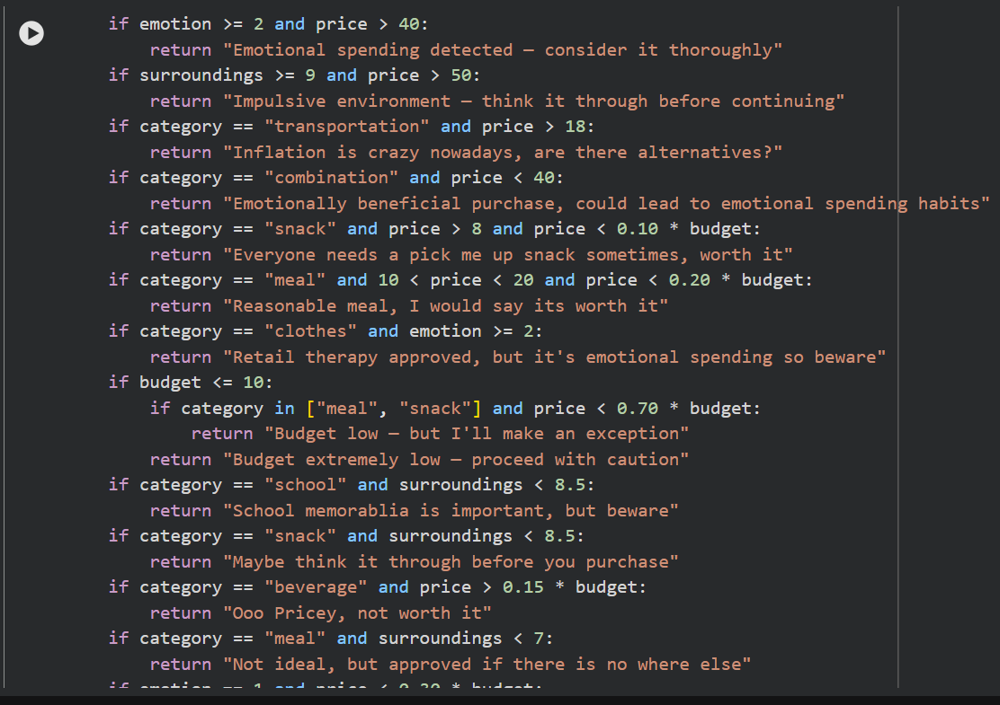 if emotion >= 2 and price > 40:
return "Emotional spending detected — consider it thoroughly"
if surroundings >= 9 and price > 50:
return "Impulsive environment — think it through before continuing"
if category == "transportation" and price > 18:
return "Inflation is crazy nowadays, are there alternatives?"
if category == "combination" and price < 40:
return "Emotionally beneficial purchase, could lead to emotional spending habits"
if category == "snack" and price > 8 and price < 0.10 * budget:
return "Everyone needs a pick me up snack sometimes, worth it"
if category == "meal" and 10 < price < 20 and price < 0.20 * budget:
return "Reasonable meal, I would say its worth it"
if category == "clothes" and emotion >= 2:
return "Retail therapy approved, but it's emotional spending so beware"
if budget <= 10:
if category in ["meal", "snack"] and price < 0.70 * budget:
return "Budget low — but I'll make an exception"
return "Budget extremely low — proceed with caution"
if category == "school" and surroundings < 8.5:
return "School memorablia is important, but beware"
if category == "snack" and surroundings < 8.5:
return "Maybe think it through before you purchase"
if category == "beverage" and price > 0.15 * budget:
return "Ooo Pricey, not worth it"
if category == "meal" and surroundings < 7:
return "Not ideal, but approved if there is no where else"
if emotion == 1 and price < * budget: